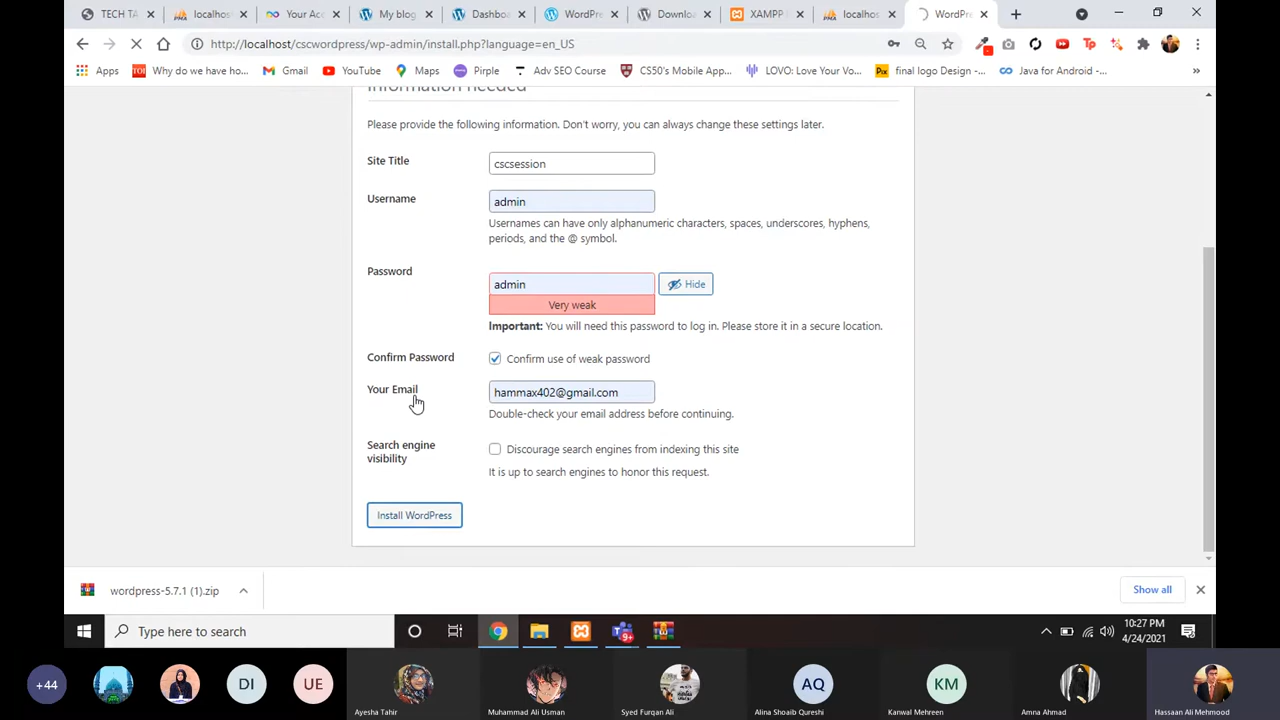 TECH TA
localhos
Your Acc
My blog
Dashbo
WordPre
Downlo
XAMPP
localhos
WordPre
http://localhost/cscwordpress/wp-admin/install.php?language=en_US
Apps
Why do we have ho...
Gmail
YouTube
Maps
Pirple
Adv SEO Course
CS50's Mobile App...
LOVO: Love Your Vo...
final logo Design -...
Java for Android -...
»
Information needed
Please provide the following information. Don't worry, you can always change these settings later.
Site Title
cscsession
Username
admin
Usernames can have only alphanumeric characters, spaces, underscores, hyphens,
periods, and the @ symbol.
Password
admin
Hide
Very weak
Important: You will need this password to log in. Please store it in a secure location.
Confirm Password
Confirm use of weak password
Your Email
hammax402@gmail.com
Double-check your email address before continuing.
Search engine
visibility
Discourage search engines from indexing this site
It is up to search engines to honor this request.
Install WordPress
wordpress-5.7.1 (1).zip
Show all
Type here to search
9+
10:27 PM
4/24/2021
+44
DI
UE
AQ
KM
Ayesha Tahir
Muhammad Ali Usman
Syed Furqan Ali
Alina Shoaib Qureshi
Kanwal Mehreen
Amna Ahmad
Hassaan Ali Mehmood